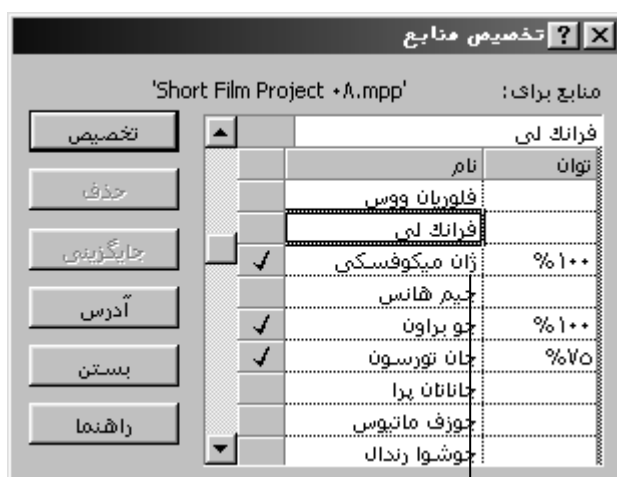 تخصیص منابع
منابع برای: 'Short Film Project ۰۸.mpp'
فرانك لی
نام توان
فلوریان ووس
فرانك لی
ژان میکوفسکی %۱۰۰
جیم هانس
جو براون %۱۰۰
جان تورسون %۷۵
جاناتان پرا
جوزف ماتیوس
جوشوا رندال
تخصیص
حذف
جایگزینی
آدرس
بستن
راهنما